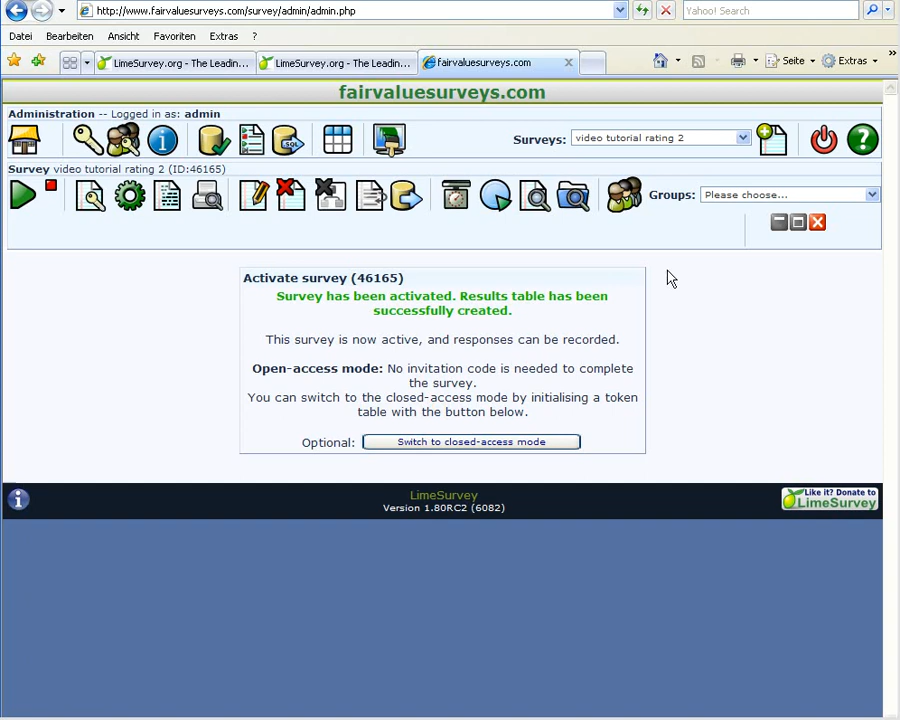 http://www.fairvaluesurveys.com/survey/admin/admin.php
Yahoo! Search
Datei Bearbeiten Ansicht Favoriten Extras ?
LimeSurvey.org - The Leadin... LimeSurvey.org - The Leadin... fairvaluesurveys.com
Seite Extras
fairvaluesurveys.com
Administration -- Logged in as: admin
SQL
Surveys: video tutorial rating 2
Survey video tutorial rating 2 (ID:46165)
Groups: Please choose...
Activate survey (46165)
Survey has been activated. Results table has been
successfully created.
This survey is now active, and responses can be recorded.
Open-access mode: No invitation code is needed to complete
the survey.
You can switch to the closed-access mode by initialising a token
table with the button below.
Optional: Switch to closed-access mode
LimeSurvey
Version 1.80RC2 (6082)
Like it? Donate to
LimeSurvey